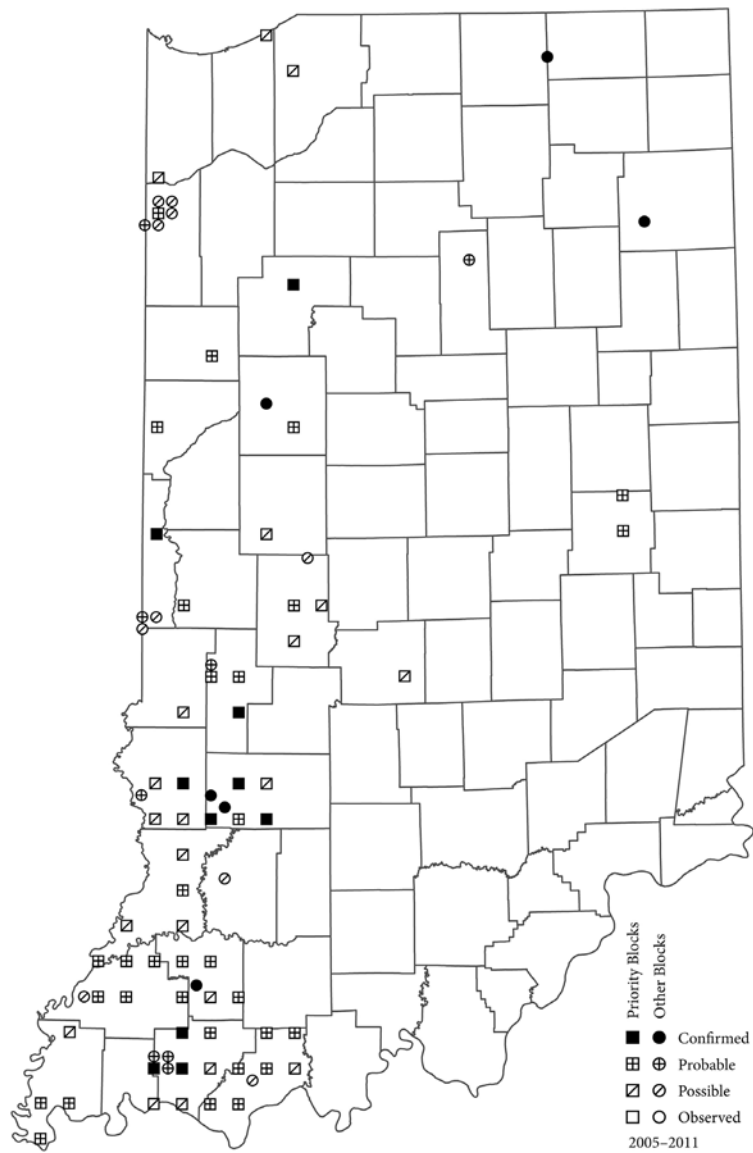 Priority Blocks
Other Blocks
Confirmed
Probable
Possible
Observed
2005–2011